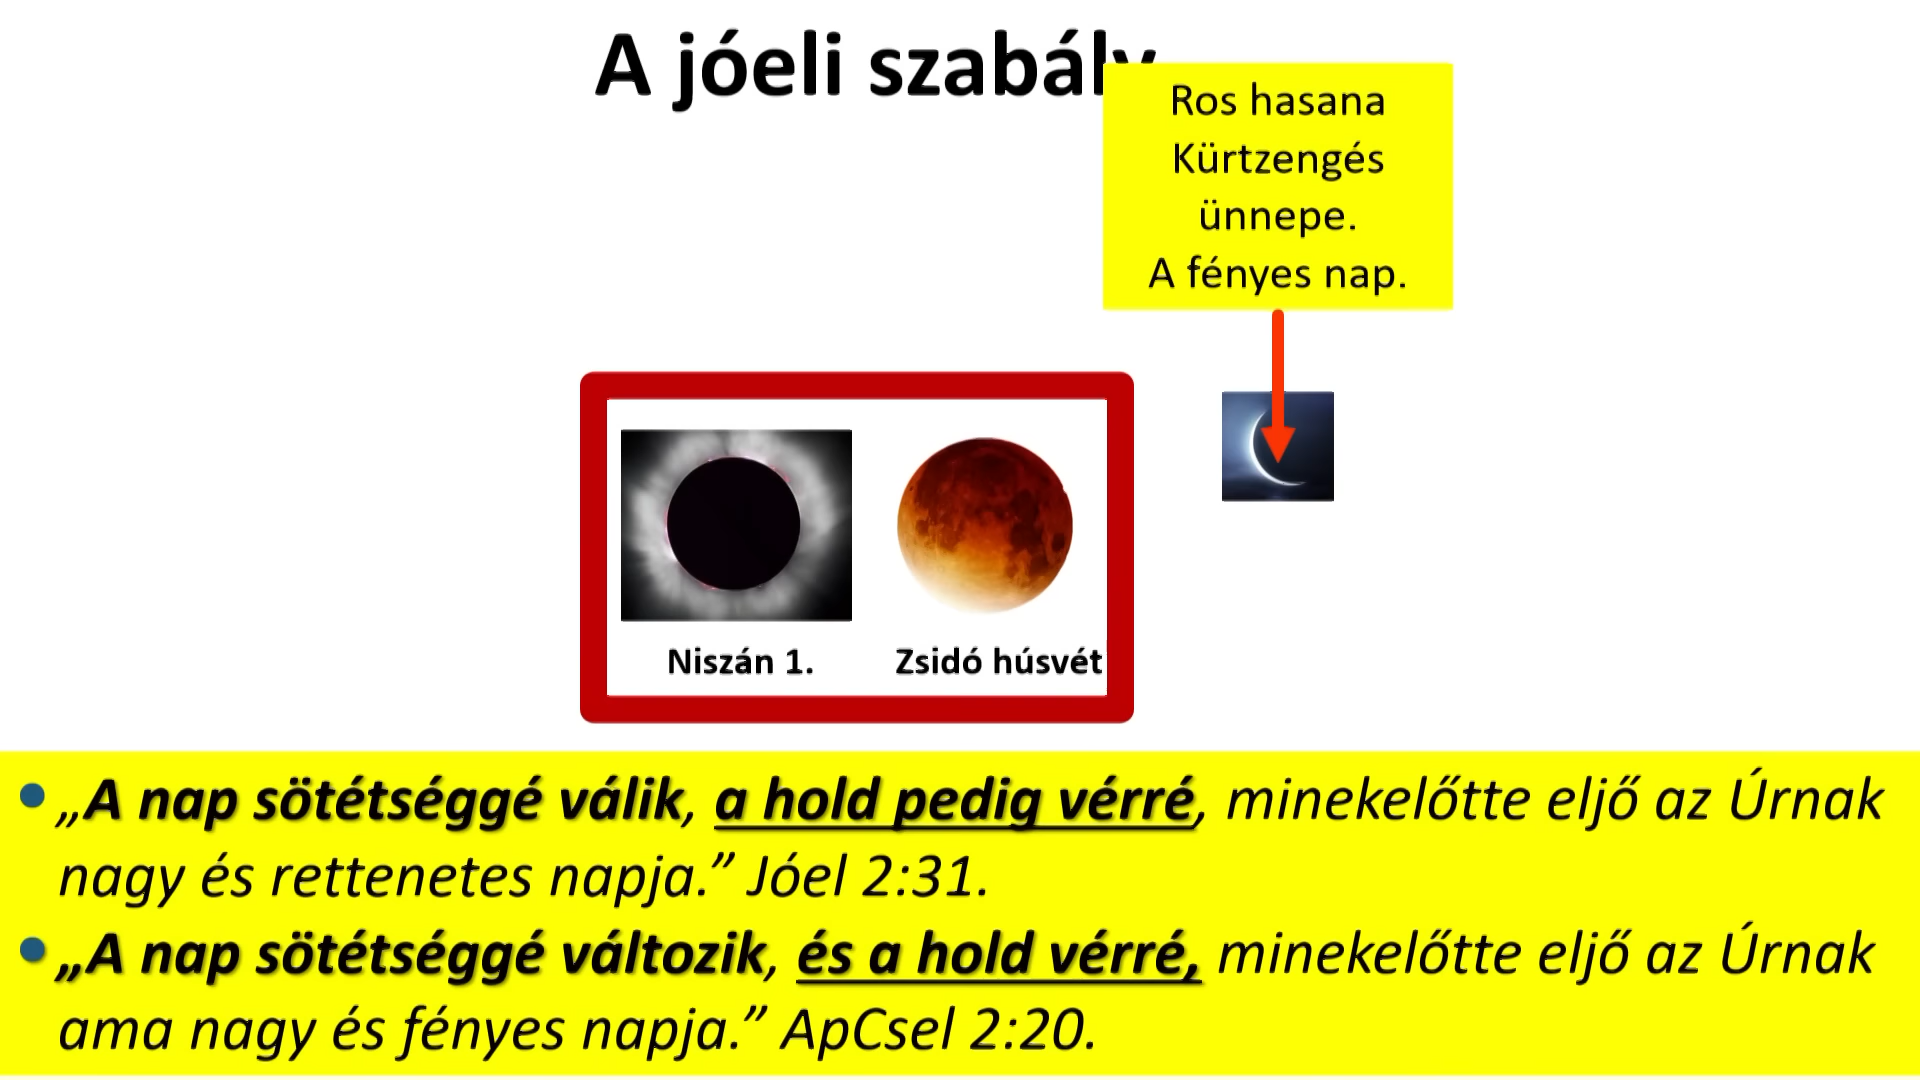 A jóeli szabály
Ros hasana
Kürtzengés
ünnepe.
A fényes nap.
Niszán 1.
Zsidó húsvét
„A nap sötétséggé válik, a hold pedig vérré, minekelőtte eljő az Úrnak
nagy és rettenetes napja.” Jóel 2:31.
„A nap sötétséggé változik, és a hold vérré, minekelőtte eljő az Úrnak
ama nagy és fényes napja.” ApCsel 2:20.